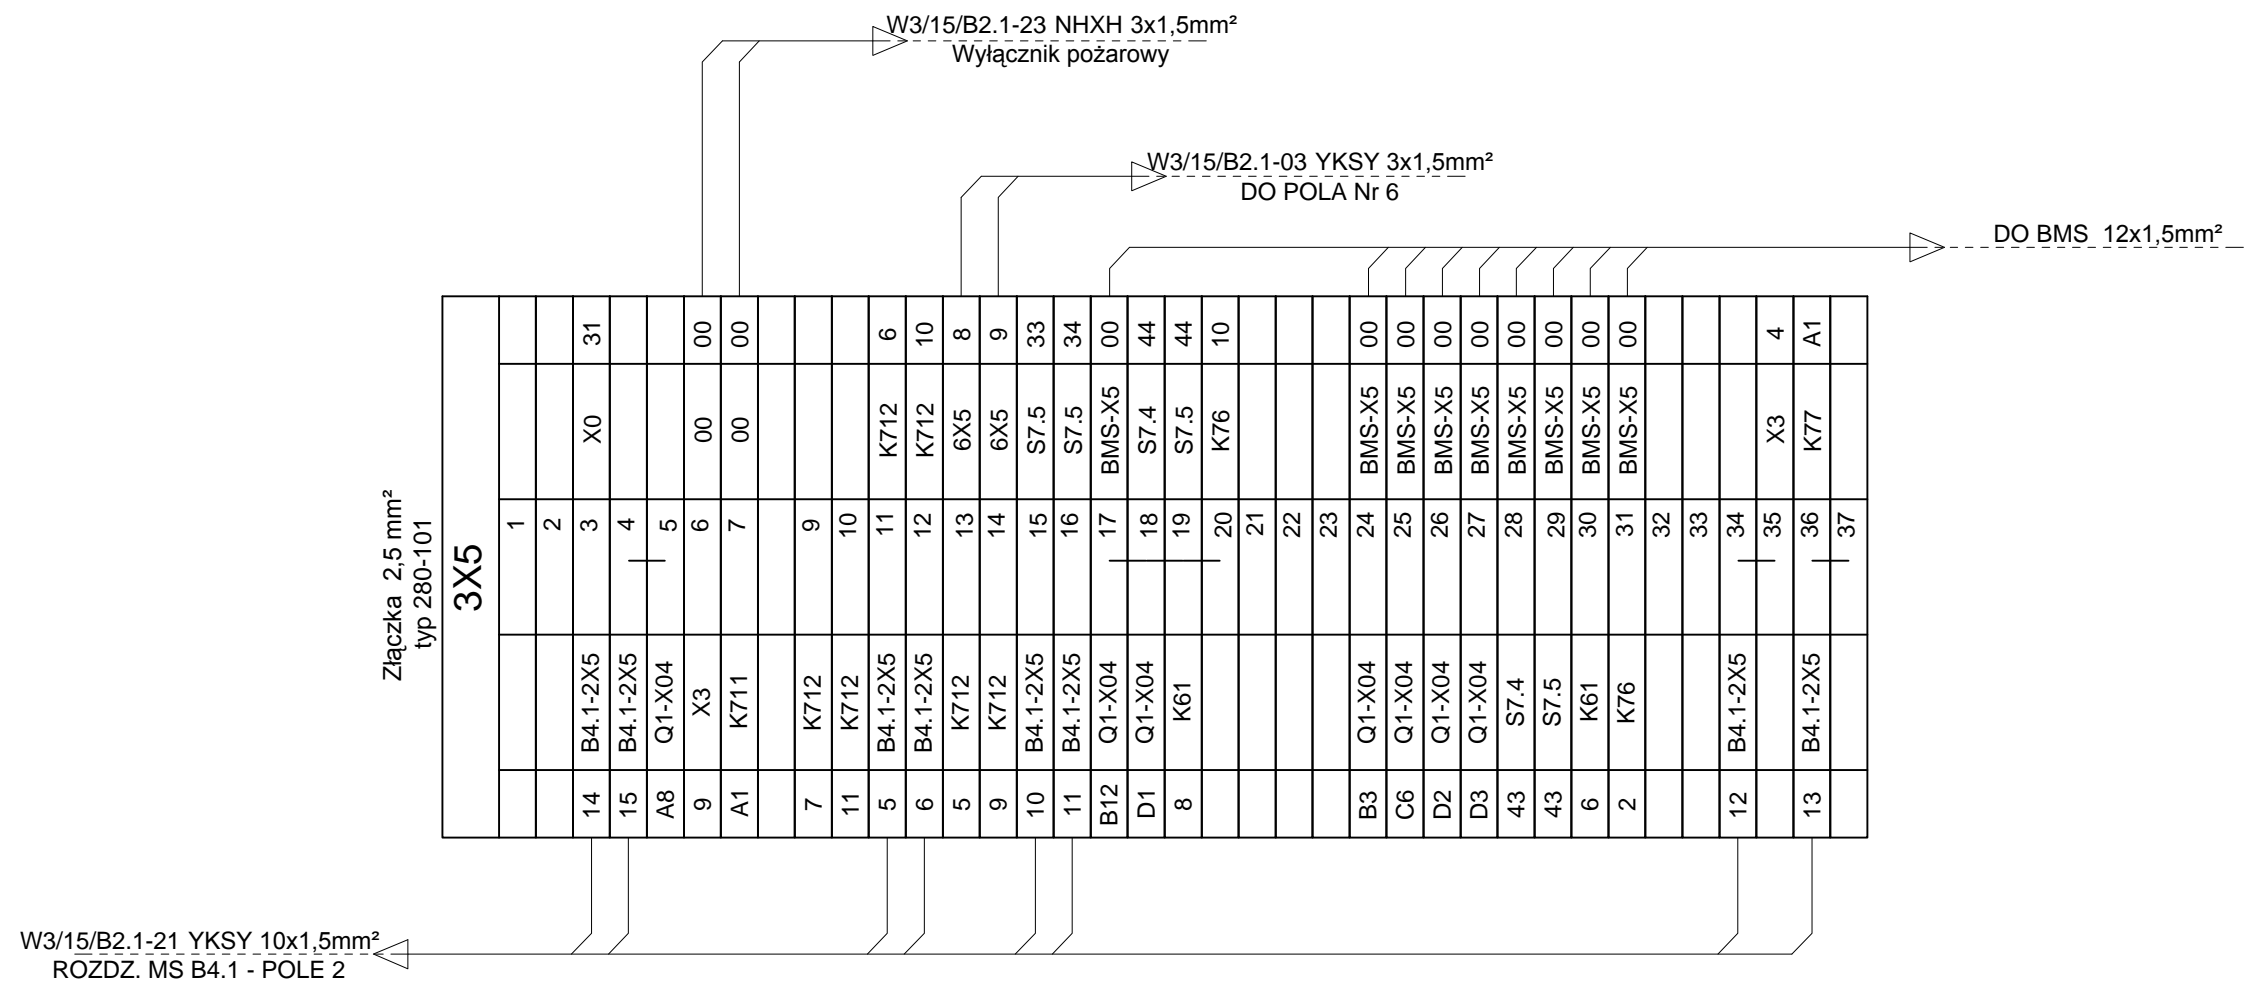 W3/15/B2.1-23 NHXH 3x1,5mm²
Wyłącznik pożarowy
W3/15/B2.1-03 YKSY 3x1,5mm²
DO POLA Nr 6
DO BMS 12x1,5mm²
Złączka 2,5 mm²
typ 280-101
3X5
31 00 00 6 10 8 9 33 34 00 44 44 10 00 00 00 00 00 00 00 00 4 A1
X0 00 00 K712 K712 6X5 6X5 S7.5 S7.5 BMS-X5 S7.4 S7.5 K76 BMS-X5 BMS-X5 BMS-X5 BMS-X5 BMS-X5 BMS-X5 BMS-X5 BMS-X5 X3 K77
1 2 3 4 5 6 7 9 10 11 12 13 14 15 16 17 18 19 20 21 22 23 24 25 26 27 28 29 30 31 32 33 34 35 36 37
B4.1-2X5 B4.1-2X5 Q1-X04 X3 K711 K712 K712 B4.1-2X5 B4.1-2X5 K712 K712 B4.1-2X5 B4.1-2X5 Q1-X04 Q1-X04 K61 Q1-X04 Q1-X04 Q1-X04 Q1-X04 S7.4 S7.5 K61 K76 B4.1-2X5 B4.1-2X5
14 15 A8 9 A1 7 11 5 6 5 9 10 11 B12 D1 8 B3 C6 D2 D3 43 43 6 2 12 13
W3/15/B2.1-21 YKSY 10x1,5mm²
ROZDZ. MS B4.1 - POLE 2